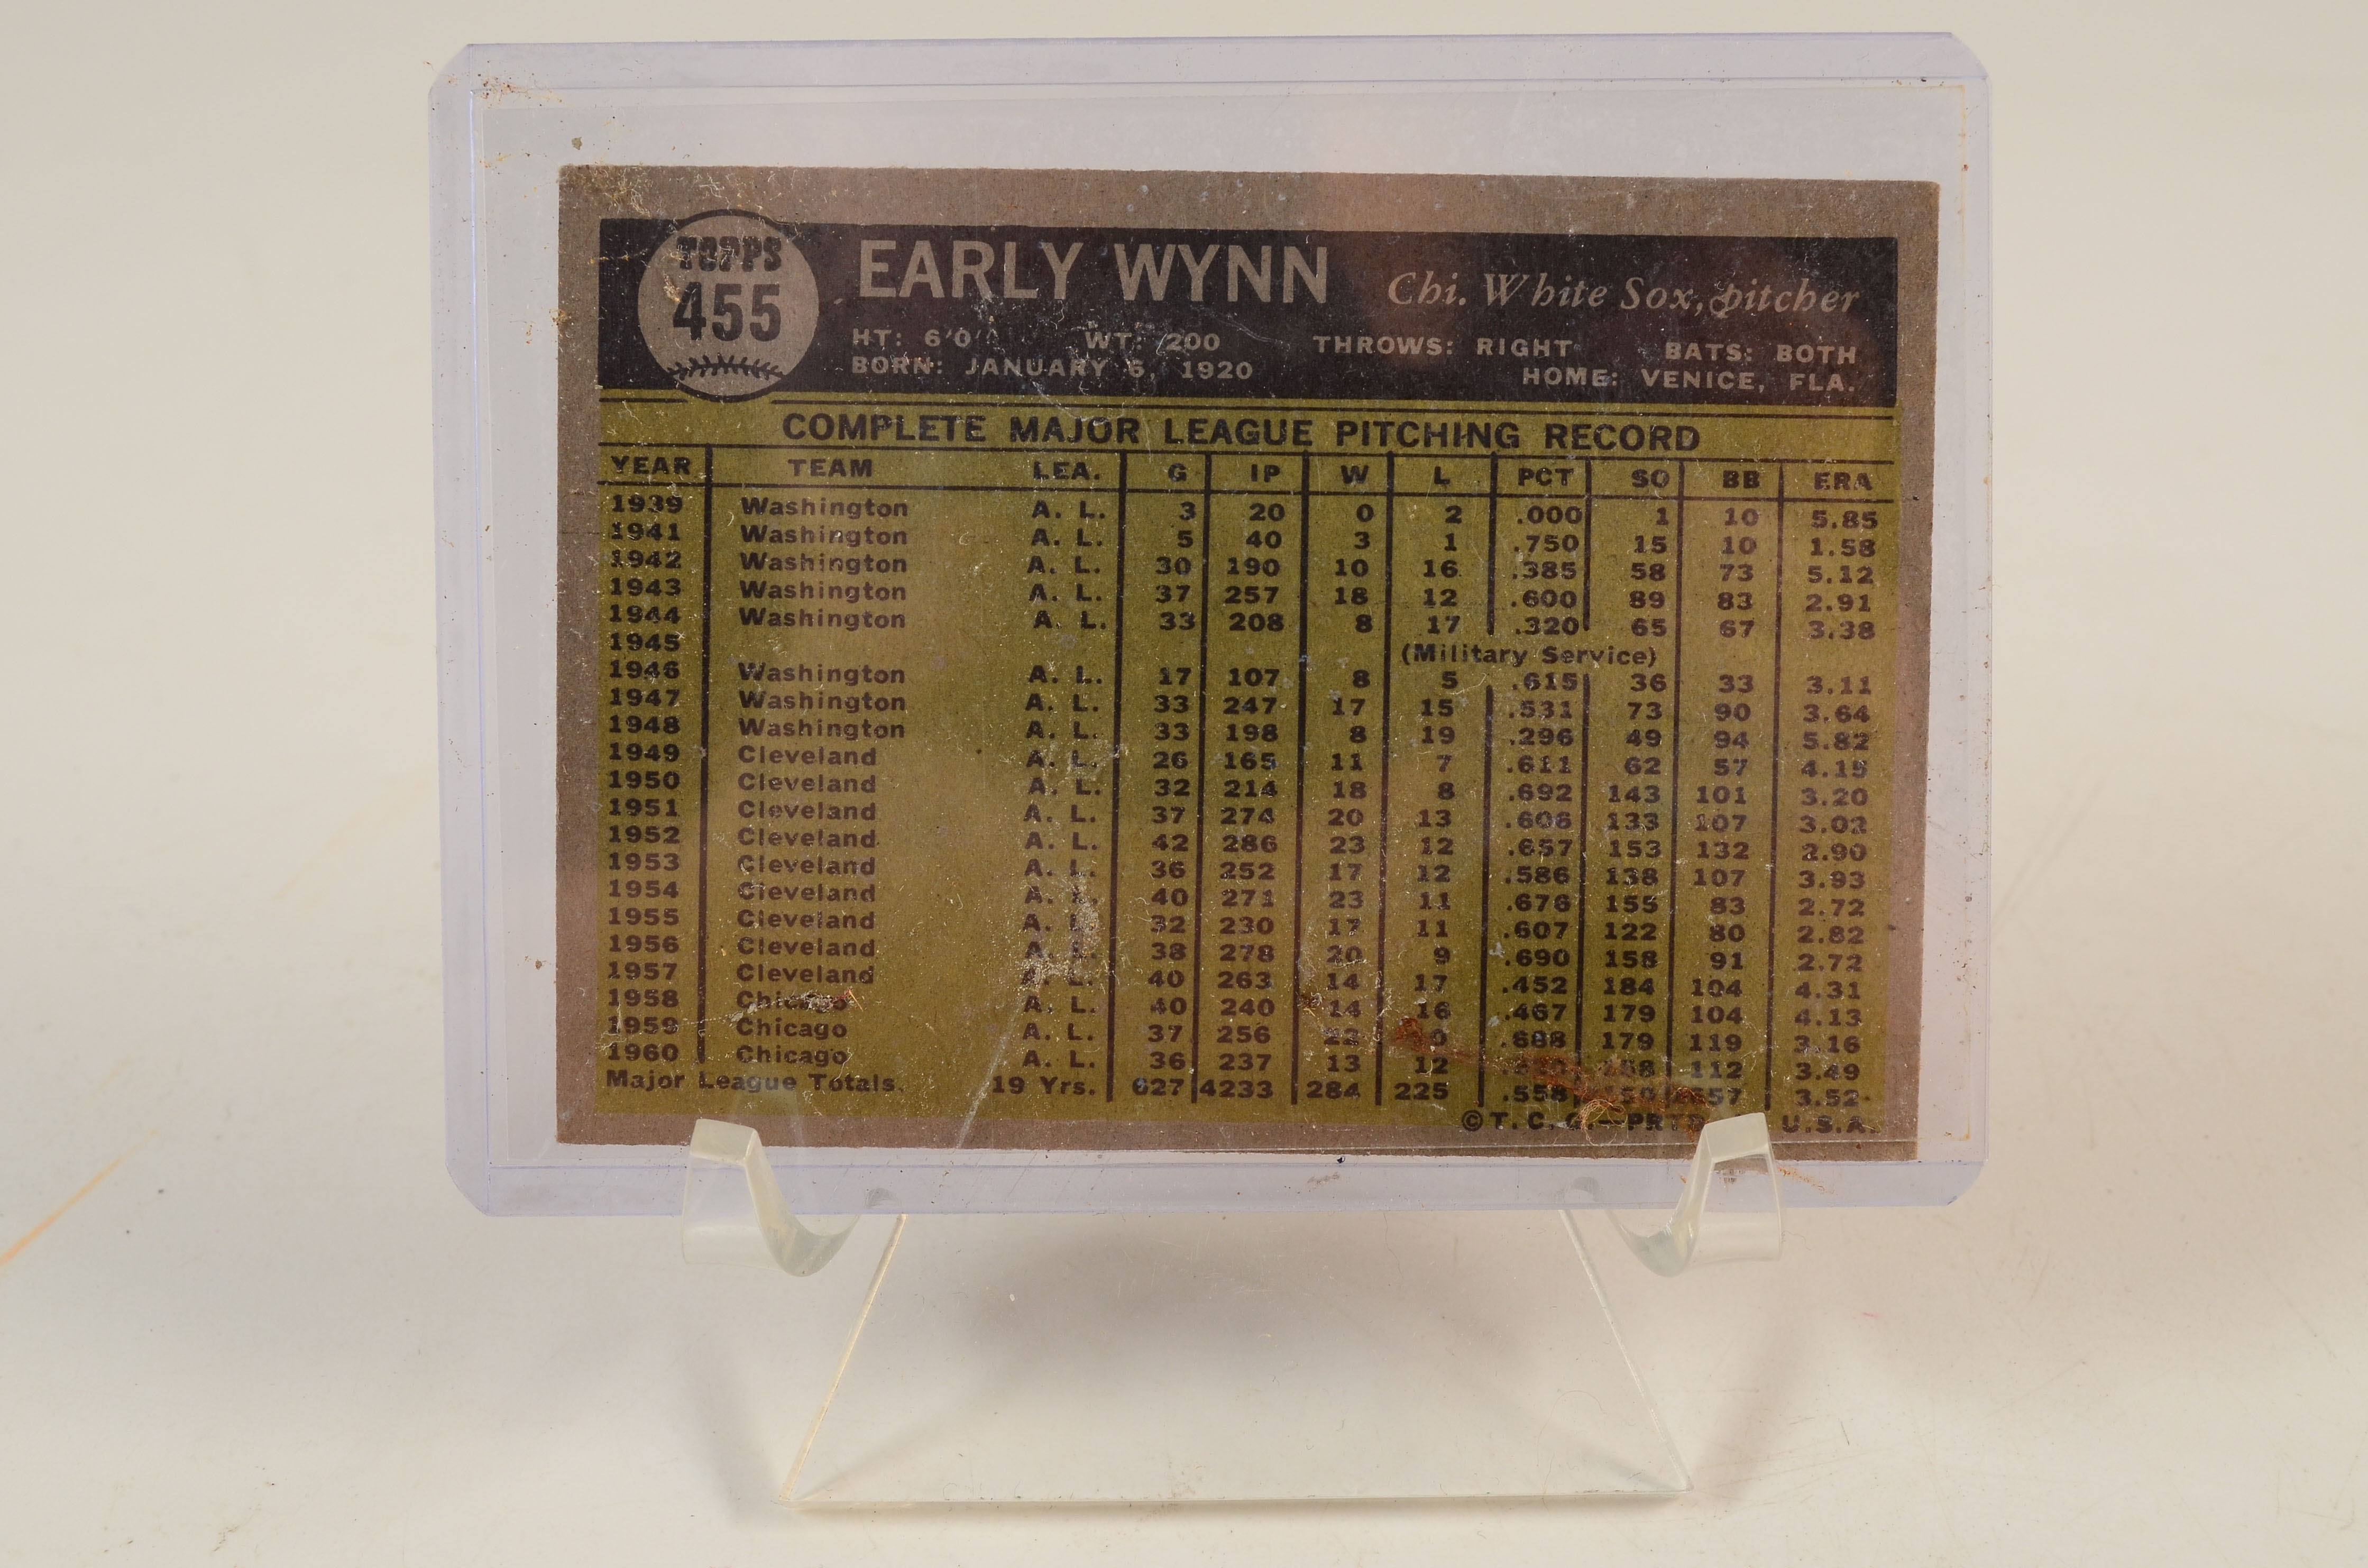 TOPPS
455
EARLY WYNN Chi. White Sox, pitcher
HT: 6'0" WT: 200 THROWS: RIGHT BATS: BOTH
BORN: JANUARY 6, 1920 HOME: VENICE, FLA.
COMPLETE MAJOR LEAGUE PITCHING RECORD
YEAR TEAM LEA. G IP W L PCT SO BB ERA
1939 Washington A. L. 3 20 0 2 .000 1 10 5.85
1941 Washington A. L. 5 40 3 1 .750 15 10 1.58
1942 Washington A. L. 30 190 10 16 .385 58 73 5.12
1943 Washington A. L. 37 257 18 12 .600 89 83 2.91
1944 Washington A. L. 33 208 8 17 .320 65 67 3.38
1945 (Military Service)
1946 Washington A. L. 17 107 8 5 .615 36 33 3.11
1947 Washington A. L. 33 247 17 15 .531 73 90 3.64
1948 Washington A. L. 33 198 8 19 .296 49 94 5.82
1949 Cleveland A. L. 26 165 11 7 .611 62 57 4.15
1950 Cleveland A. L. 32 214 18 8 .692 143 101 3.20
1951 Cleveland A. L. 37 274 20 13 .606 133 107 3.02
1952 Cleveland A. L. 42 286 23 12 .657 153 132 2.90
1953 Cleveland A. L. 36 252 17 12 .586 138 107 3.93
1954 Cleveland A. L. 40 271 23 11 .676 155 83 2.72
1955 Cleveland A. L. 32 230 17 11 .607 122 80 2.82
1956 Cleveland A. L. 38 278 20 9 .690 158 91 2.72
1957 Cleveland A. L. 40 263 14 17 .452 184 104 4.31
1958 Chicago A. L. 40 240 14 16 .467 179 104 4.13
1959 Chicago A. L. 37 256 22 .688 179 119 3.16
1960 Chicago A. L. 36 237 13 12 112 3.49
Major League Totals 19 Yrs. 627 4233 284 225 .558 3.52
© T. C. G.—PRTD. U.S.A.